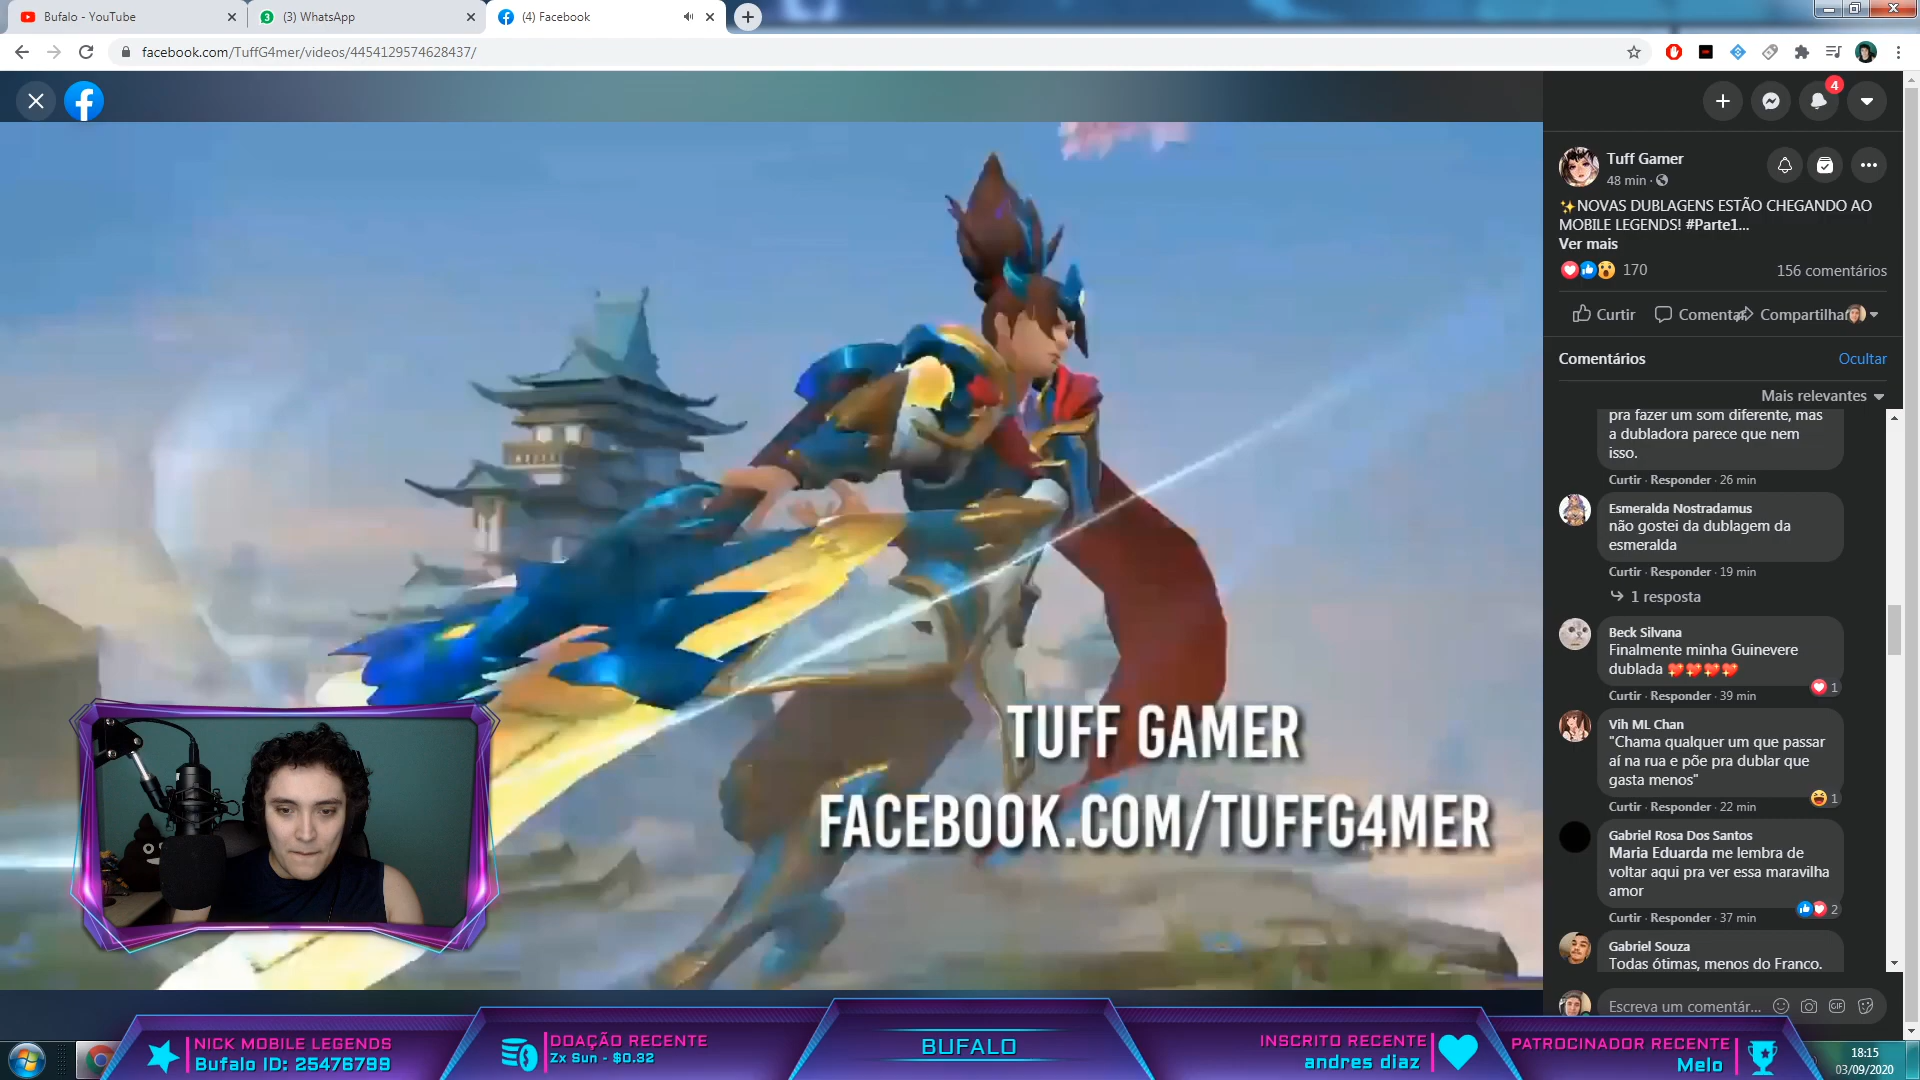 Bufalo - YouTube
(3) WhatsApp
(4) Facebook
facebook.com/TuffG4mer/videos/4454129574628437/
4
Tuff Gamer
48 min ·
✨NOVAS DUBLAGENS ESTÃO CHEGANDO AO
MOBILE LEGENDS! #Parte1...
Ver mais
170
156 comentários
Curtir
Comentar
Compartilhar
Comentários
Ocultar
Mais relevantes
pra fazer um som diferente, mas
a dubladora parece que nem
isso.
Curtir · Responder · 26 min
Esmeralda Nostradamus
não gostei da dublagem da
esmeralda
Curtir · Responder · 19 min
1 resposta
Beck Silvana
Finalmente minha Guinevere
dublada 💖💖💖💖
1
Curtir · Responder · 39 min
Vih ML Chan
"Chama qualquer um que passar
aí na rua e põe pra dublar que
gasta menos"
1
Curtir · Responder · 22 min
Gabriel Rosa Dos Santos
Maria Eduarda me lembra de
voltar aqui pra ver essa maravilha
amor
2
Curtir · Responder · 37 min
Gabriel Souza
Todas ótimas, menos do Franco.
Escreva um comentár...
GIF
TUFF GAMER
FACEBOOK.COM/TUFFG4MER
NICK MOBILE LEGENDS
Bufalo ID: 25476799
DOAÇÃO RECENTE
Zx Sun - $0.32
BUFALO
INSCRITO RECENTE
andres diaz
PATROCINADOR RECENTE
Melo
18:15
03/09/2020